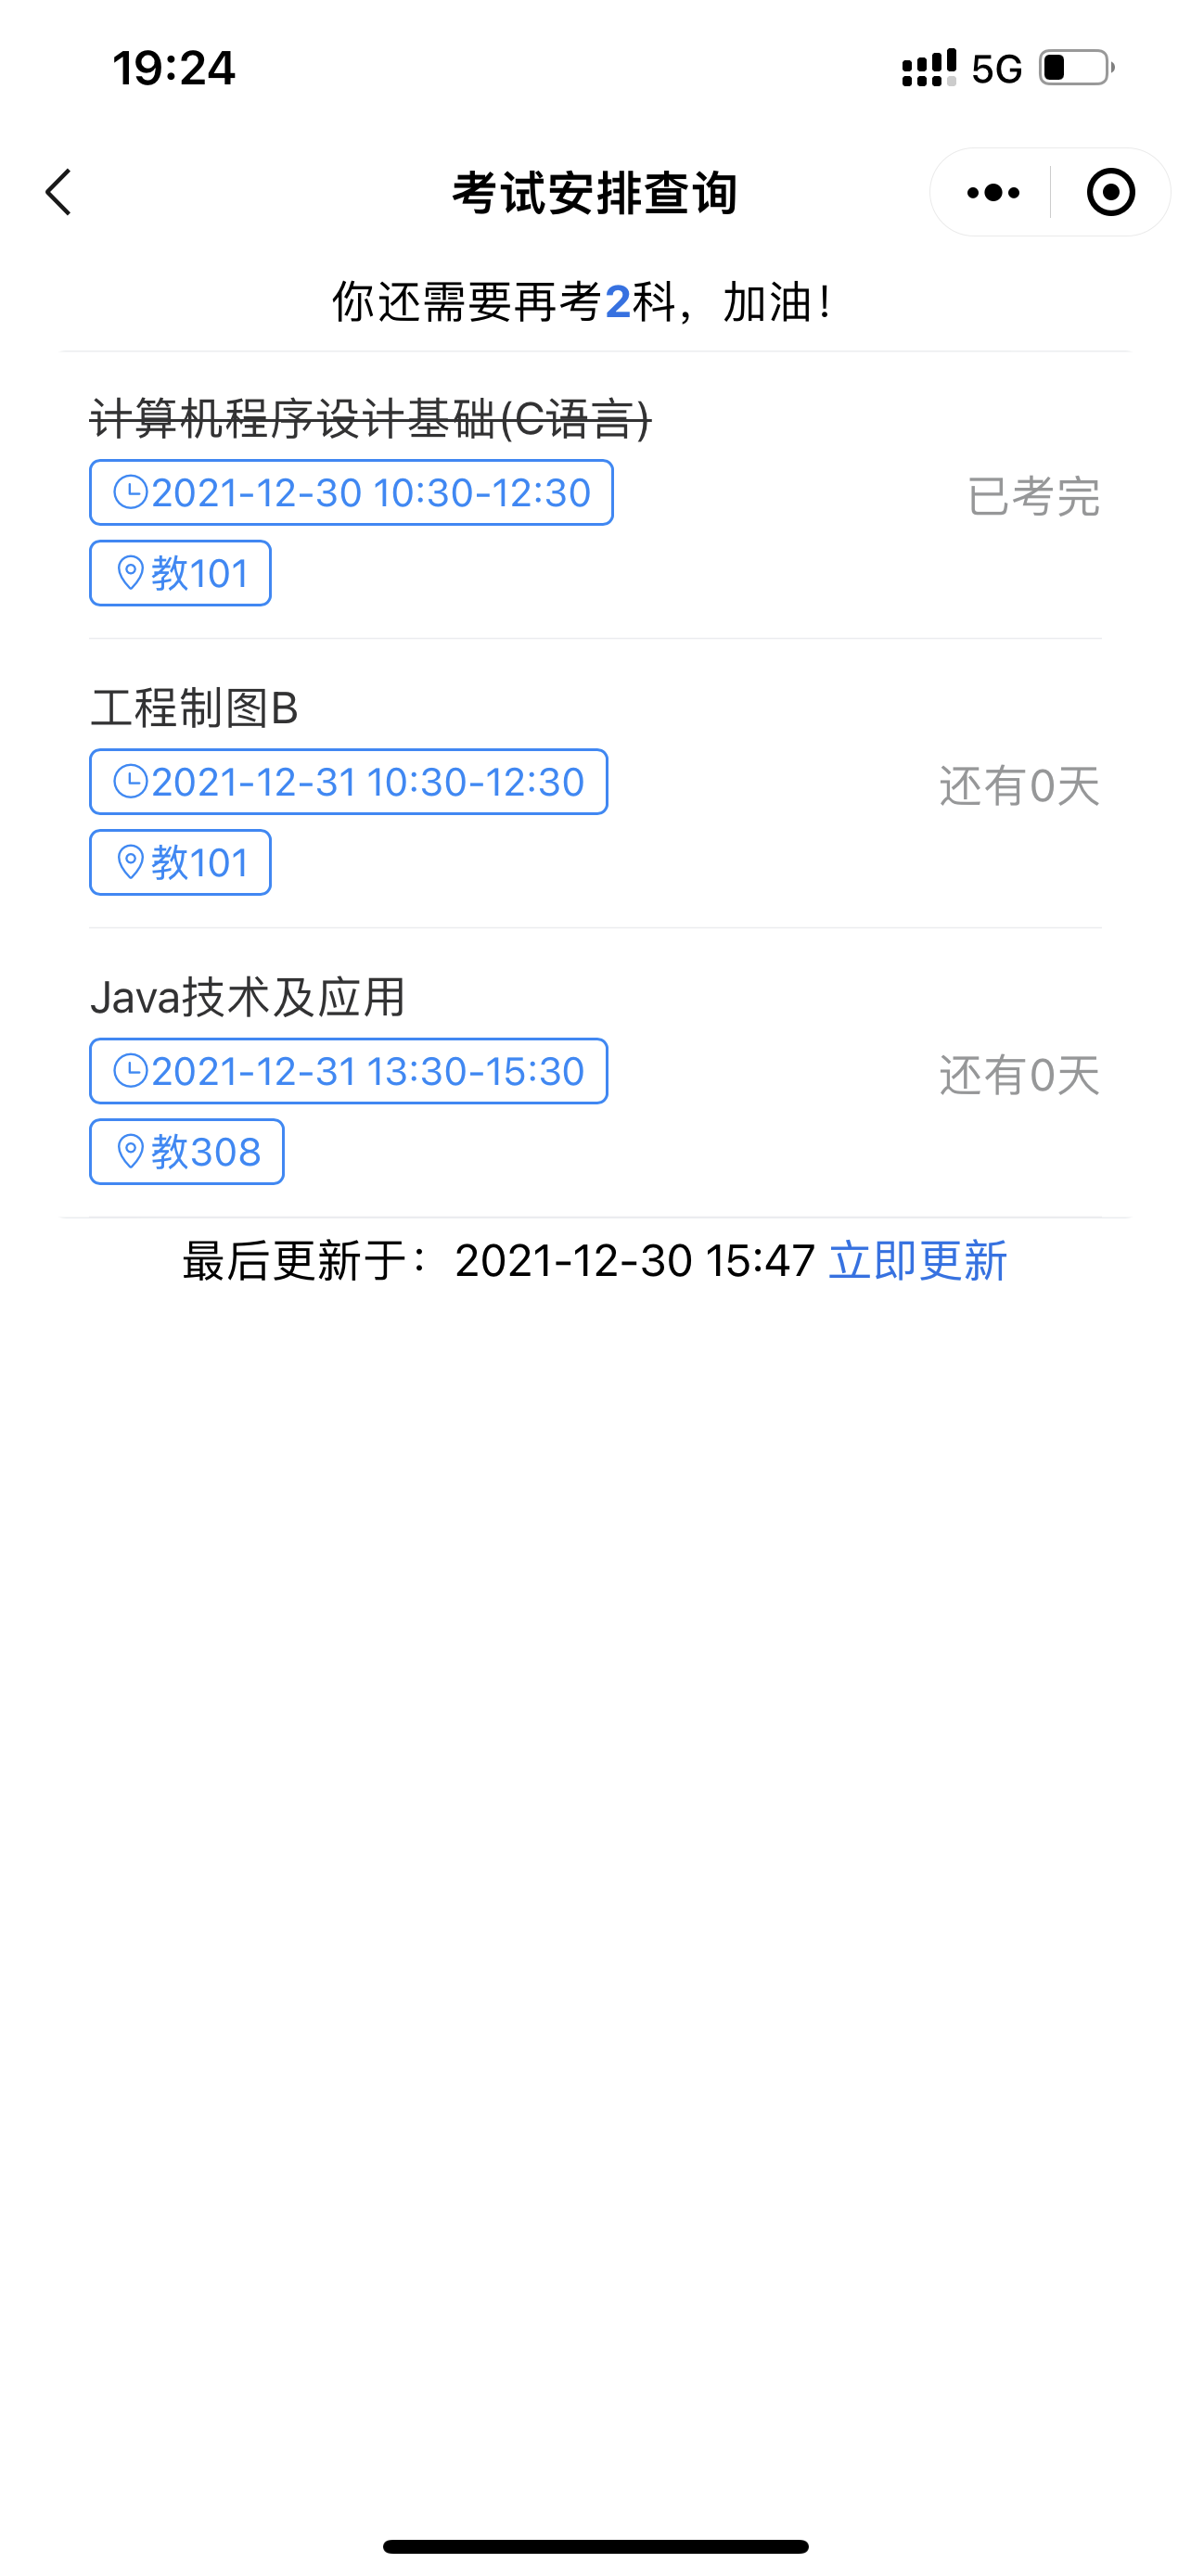 19:24 5G
考试安排查询
你还需要再考2科，加油！
计算机程序设计基础(C语言)
2021-12-30 10:30-12:30
已考完
教101
工程制图B
2021-12-31 10:30-12:30
还有0天
教101
Java技术及应用
2021-12-31 13:30-15:30
还有0天
教308
最后更新于：2021-12-30 15:47 立即更新